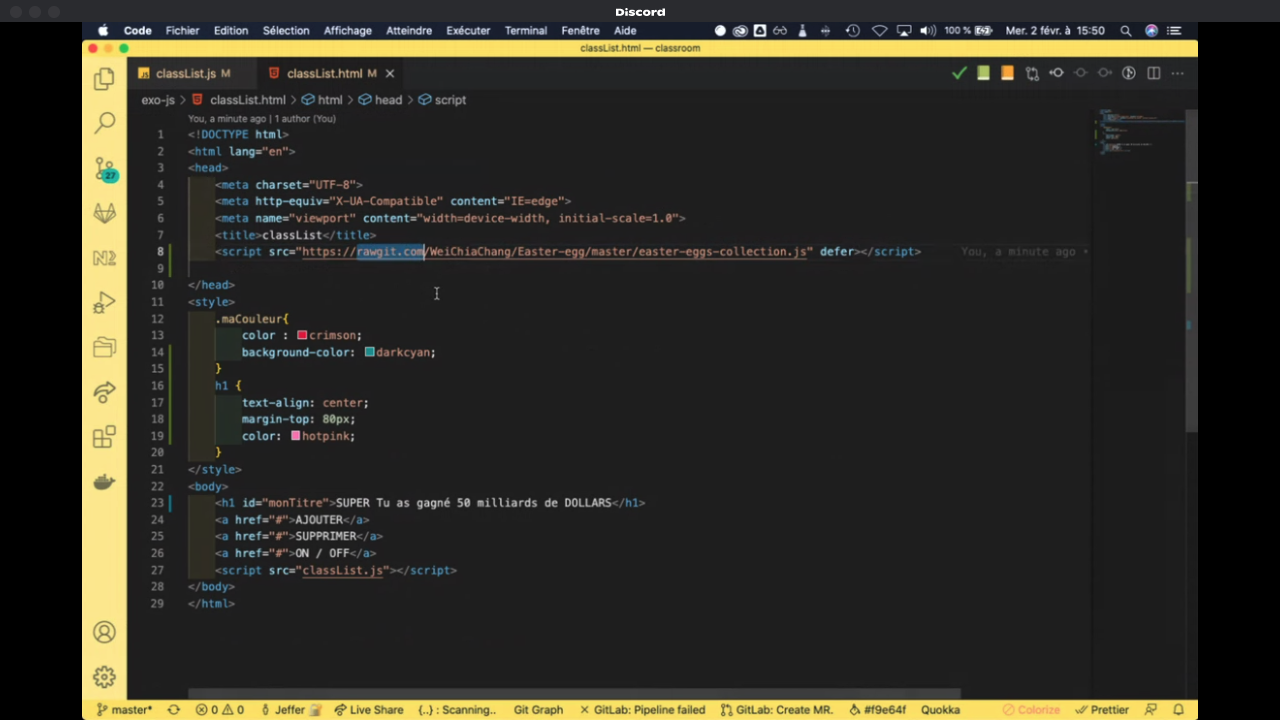 Discord
Code Fichier Edition Sélection Affichage Atteindre Exécuter Terminal Fenêtre Aide 100 % Mer. 2 févr. à 15:50
classList.html — classroom
classList.js M classList.html M
exo-js > classList.html > html > head > script
You, a minute ago | 1 author (You)
1 <!DOCTYPE html>
2 <html lang="en">
3 <head>
4 <meta charset="UTF-8">
5 <meta http-equiv="X-UA-Compatible" content="IE=edge">
6 <meta name="viewport" content="width=device-width, initial-scale=1.0">
7 <title>classList</title>
8 <script src="https://rawgit.com/WeiChiaChang/Easter-egg/master/easter-eggs-collection.js" defer></script> You, a minute ago •
9
10 </head>
11 <style>
12 .maCouleur{
13 color : crimson;
14 background-color: darkcyan;
15 }
16 h1 {
17 text-align: center;
18 margin-top: 80px;
19 color: hotpink;
20 }
21 </style>
22 <body>
23 <h1 id="monTitre">SUPER Tu as gagné 50 milliards de DOLLARS</h1>
24 <a href="#">AJOUTER</a>
25 <a href="#">SUPPRIMER</a>
26 <a href="#">ON / OFF</a>
27 <script src="classList.js"></script>
28 </body>
29 </html>
27
N2
master* 0 0 Jeffer Live Share {..} : Scanning.. Git Graph GitLab: Pipeline failed GitLab: Create MR. #f9e64f Quokka Colorize Prettier